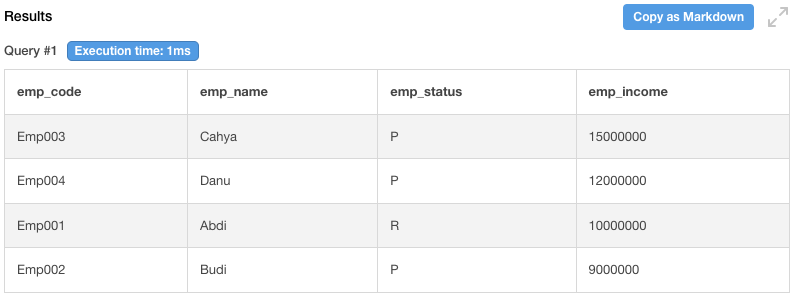 Results
Copy as Markdown
Query #1 Execution time: 1ms
emp_code emp_name emp_status emp_income
Emp003 Cahya P 15000000
Emp004 Danu P 12000000
Emp001 Abdi R 10000000
Emp002 Budi P 9000000